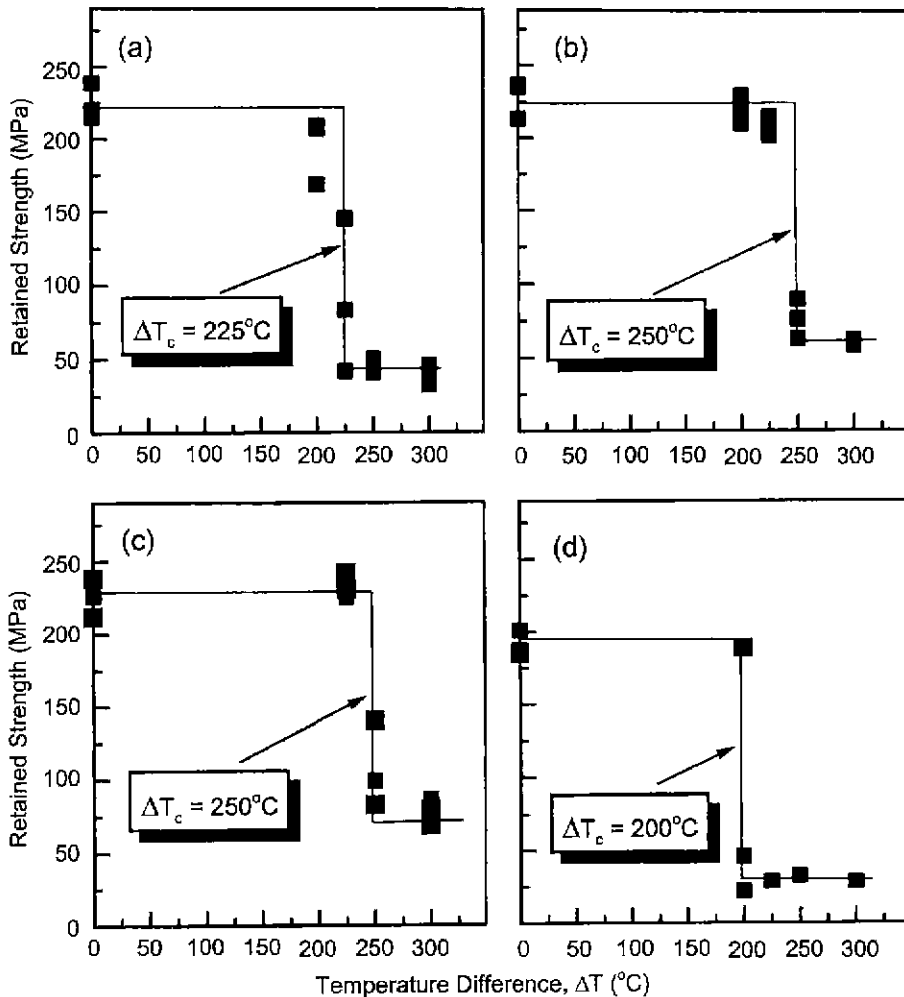 (a)
(b)
Retained Strength (MPa)
250
200
150
100
50
0
ΔTc = 225°C
ΔTc = 250°C
0 50 100 150 200 250 300
0 50 100 150 200 250 300
(c)
(d)
Retained Strength (MPa)
250
200
150
100
50
0
ΔTc = 250°C
ΔTc = 200°C
0 50 100 150 200 250 300
0 50 100 150 200 250 300
Temperature Difference, ΔT (°C)